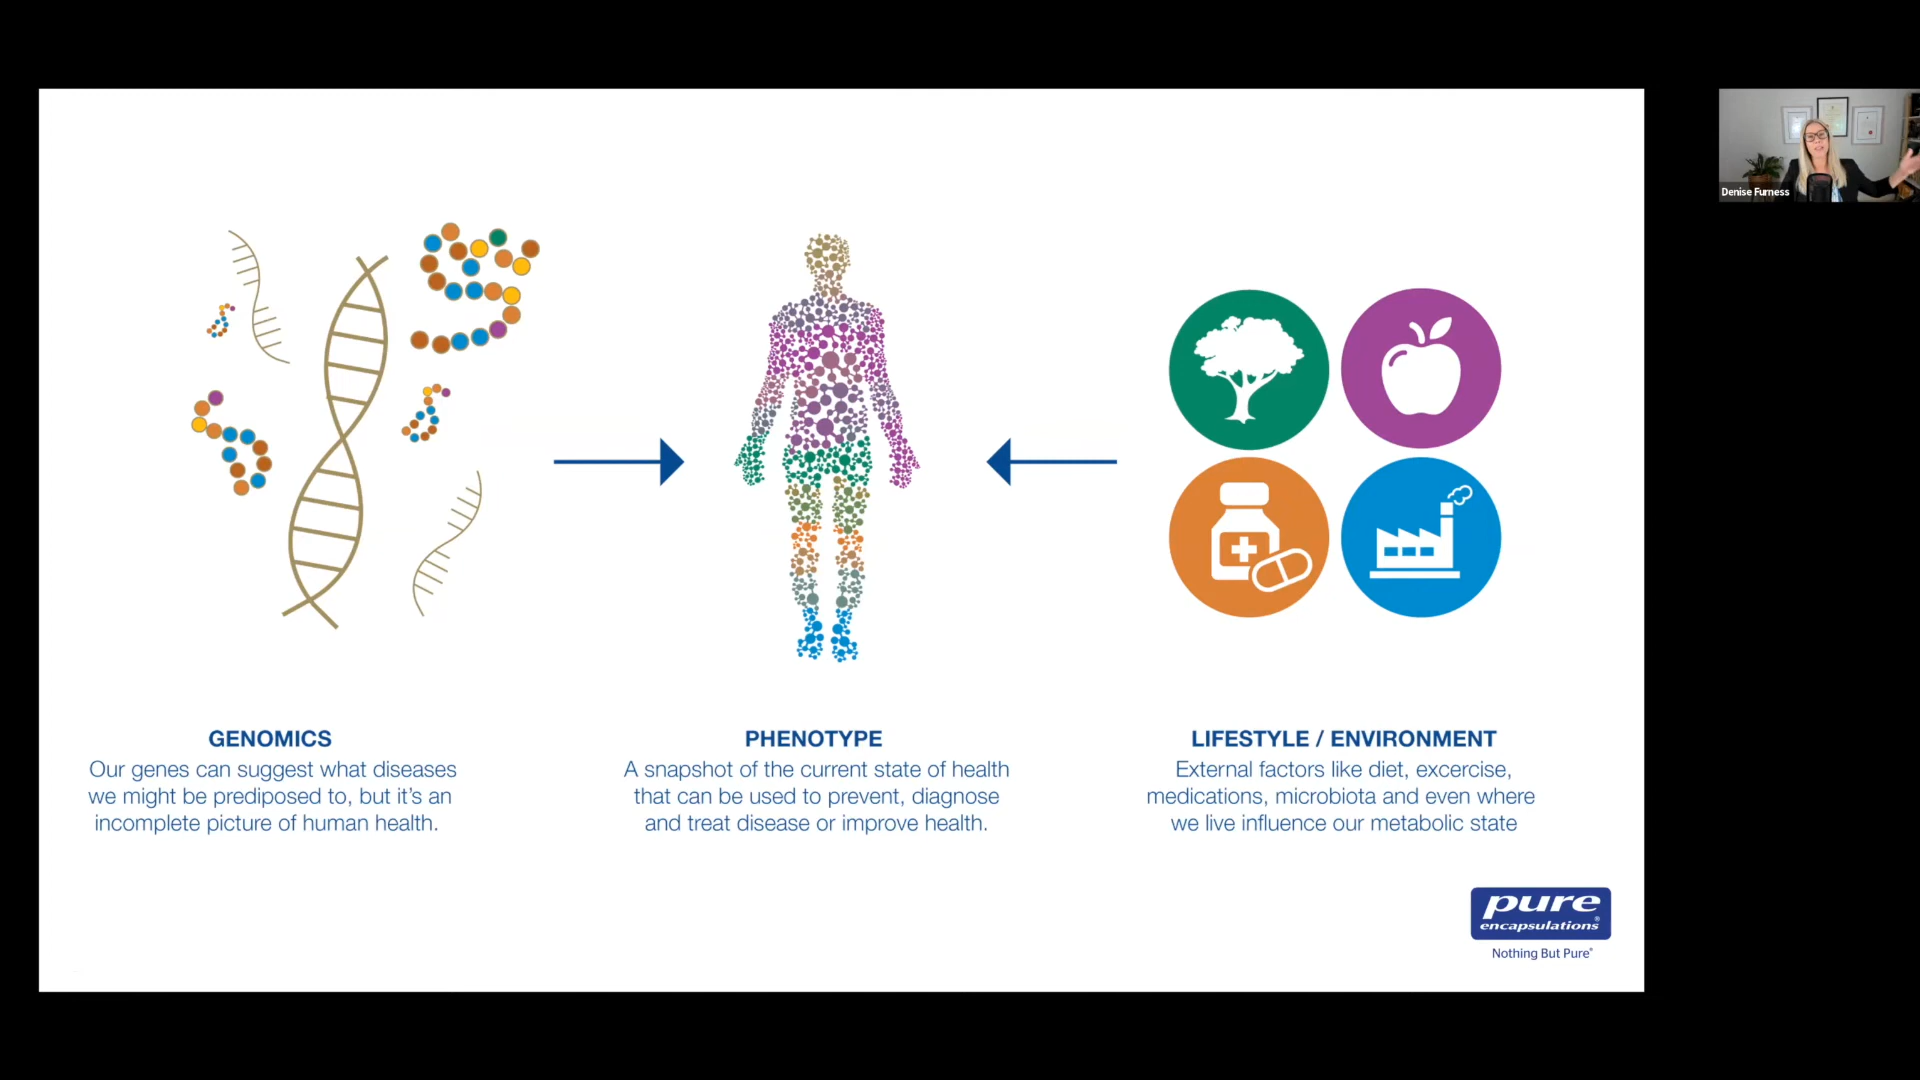 Denise Furness
GENOMICS
Our genes can suggest what diseases
we might be prediposed to, but it's an
incomplete picture of human health.
PHENOTYPE
A snapshot of the current state of health
that can be used to prevent, diagnose
and treat disease or improve health.
LIFESTYLE / ENVIRONMENT
External factors like diet, excercise,
medications, microbiota and even where
we live influence our metabolic state
pure
encapsulations®
Nothing But Pure®